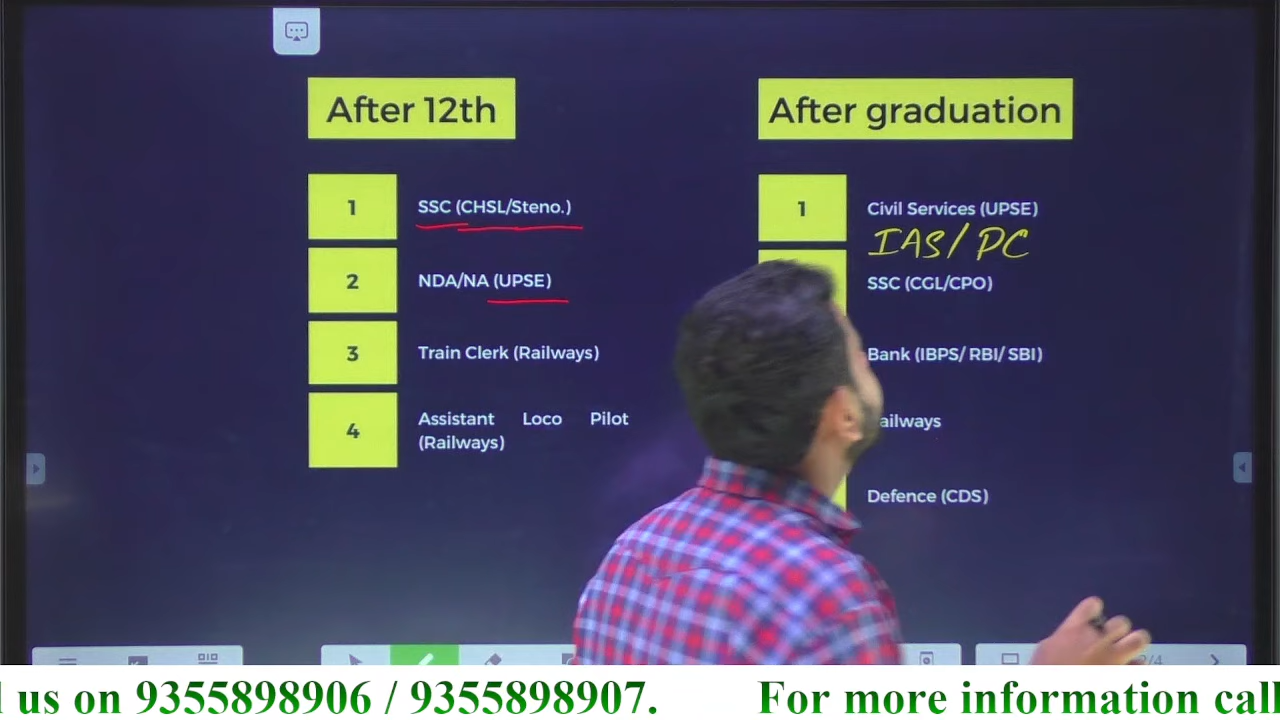 After 12th
1
SSC (CHSL/Steno.)
2
NDA/NA (UPSE)
3
Train Clerk (Railways)
4
Assistant Loco Pilot
(Railways)
After graduation
1
Civil Services (UPSE)
IAS/PC
SSC (CGL/CPO)
Bank (IBPS/ RBI/ SBI)
ailways
Defence (CDS)
2/4
us on 9355898906 / 9355898907. For more information call